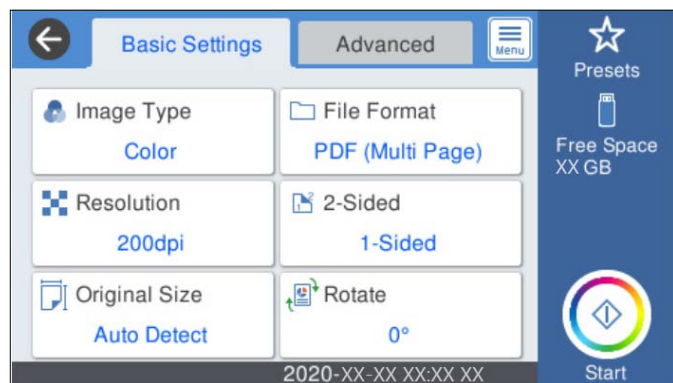 Basic Settings
Advanced
Menu
Presets
Image Type
Color
File Format
PDF (Multi Page)
Free Space
XX GB
Resolution
200dpi
2-Sided
1-Sided
Original Size
Auto Detect
Rotate
0°
2020-XX-XX XX:XX XX
Start